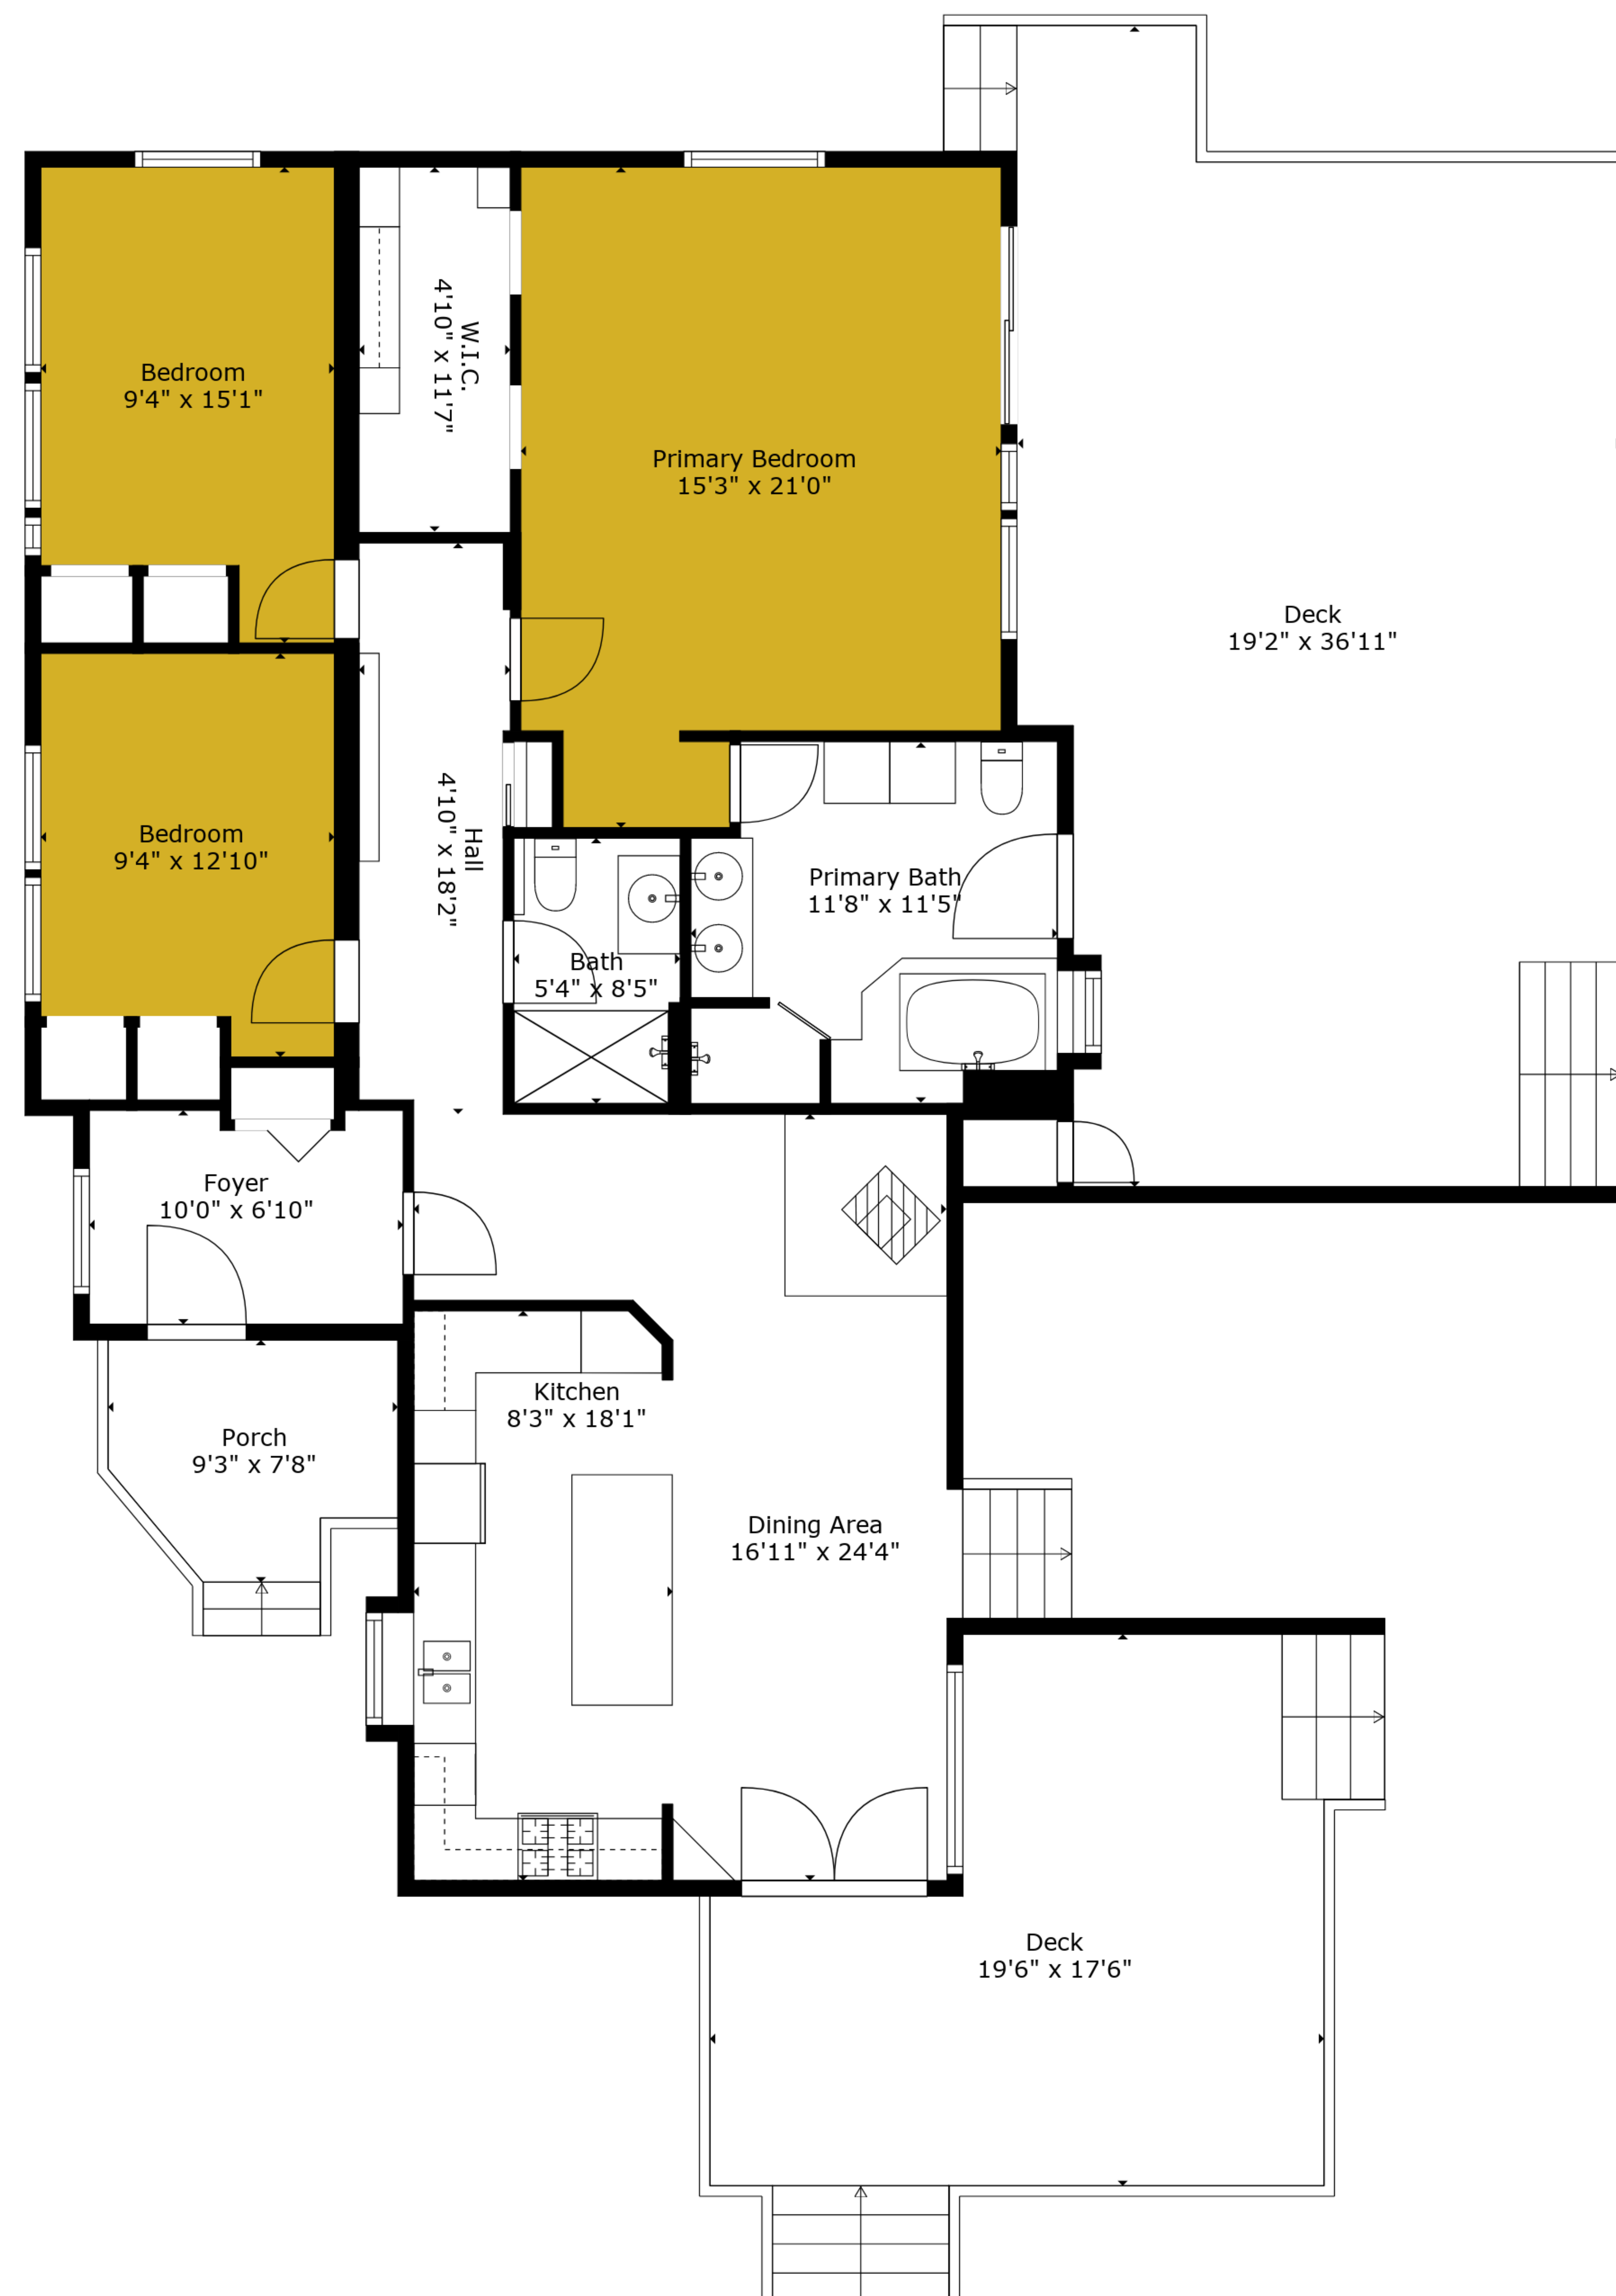 Bedroom
9'4" x 15'1"
W.I.C.
4'10" x 11'7"
Primary Bedroom
15'3" x 21'0"
Deck
19'2" x 36'11"
Bedroom
9'4" x 12'10"
Hall
4'10" x 18'2"
Primary Bath
11'8" x 11'5"
Bath
5'4" x 8'5"
Foyer
10'0" x 6'10"
Kitchen
8'3" x 18'1"
Porch
9'3" x 7'8"
Dining Area
16'11" x 24'4"
Deck
19'6" x 17'6"